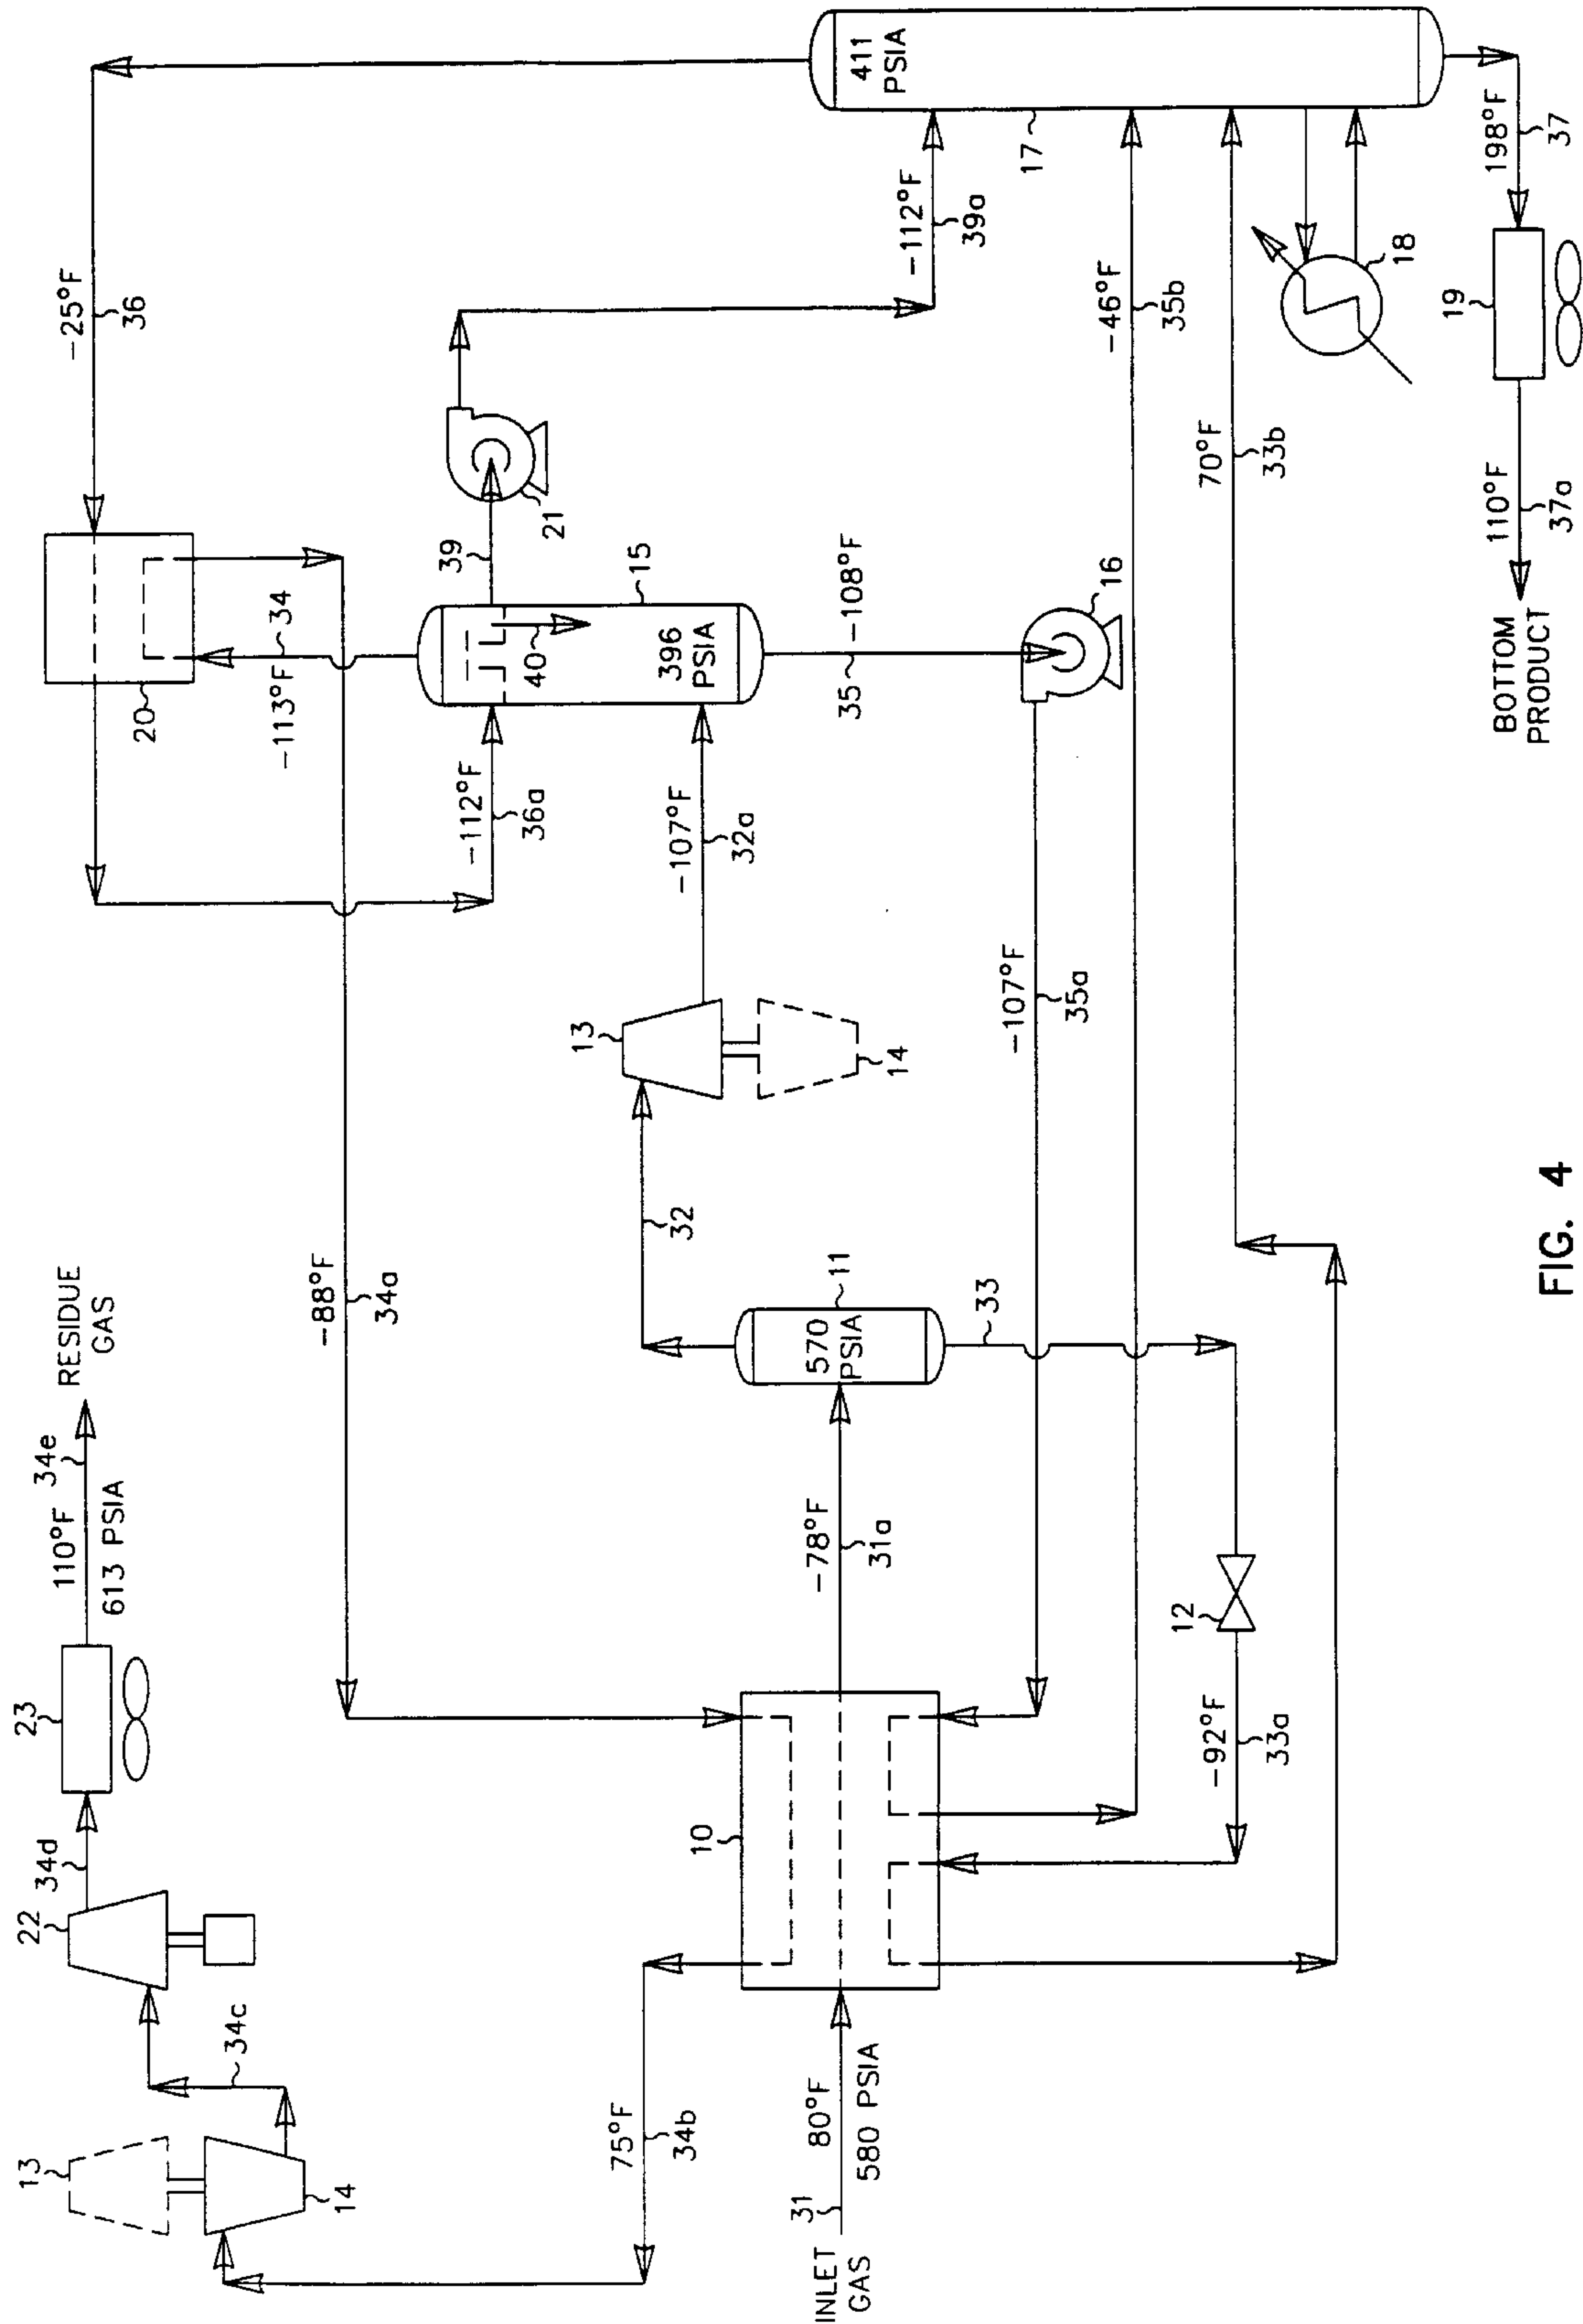 RESIDUE
GAS
110°F
34e
613 PSIA
23
34d
22
34c
13
14
75°F
34b
-88°F
34a
-25°F
36
20
-113°F
34
-112°F
36a
39
21
40
15
396
PSIA
-107°F
32a
35
-108°F
16
13
14
32
11
570
PSIA
33
-78°F
31a
10
31
80°F
580 PSIA
INLET
GAS
-107°F
35a
12
-92°F
33a
-112°F
39a
411
PSIA
17
-46°F
35b
70°F
33b
18
198°F
37
19
110°F
37a
BOTTOM
PRODUCT
FIG. 4